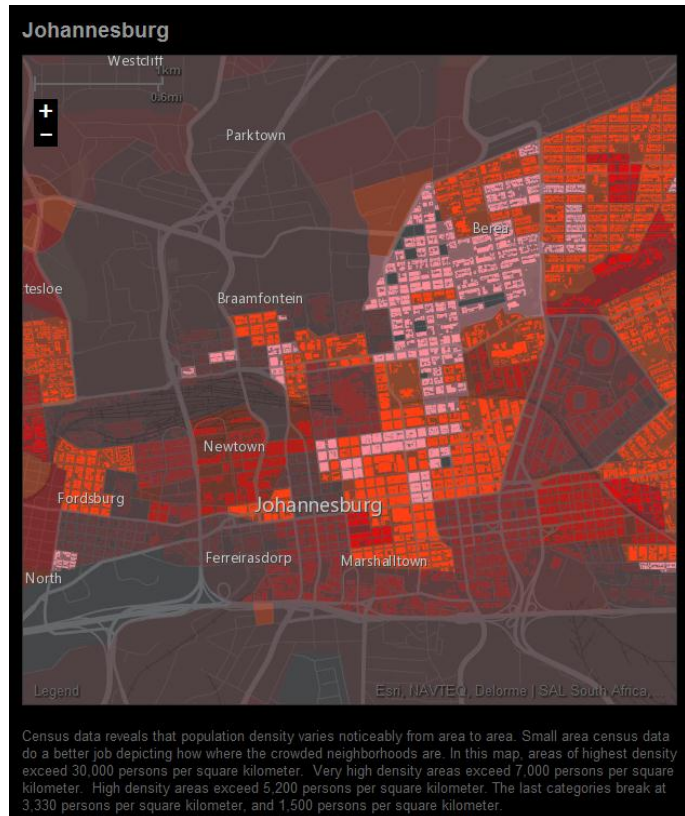 Johannesburg
Westcliff
1km
0.6mi
+
−
Parktown
Berea
tesloe
Braamfontein
Newtown
Fordsburg
Johannesburg
Ferreirasdorp
Marshalltown
North
Legend
Esri, NAVTEQ, Delorme | SAL South Africa, ...
Census data reveals that population density varies noticeably from area to area. Small area census data
do a better job depicting how where the crowded neighborhoods are. In this map, areas of highest density
exceed 30,000 persons per square kilometer. Very high density areas exceed 7,000 persons per square
kilometer. High density areas exceed 5,200 persons per square kilometer. The last categories break at
3,330 persons per square kilometer, and 1,500 persons per square kilometer.